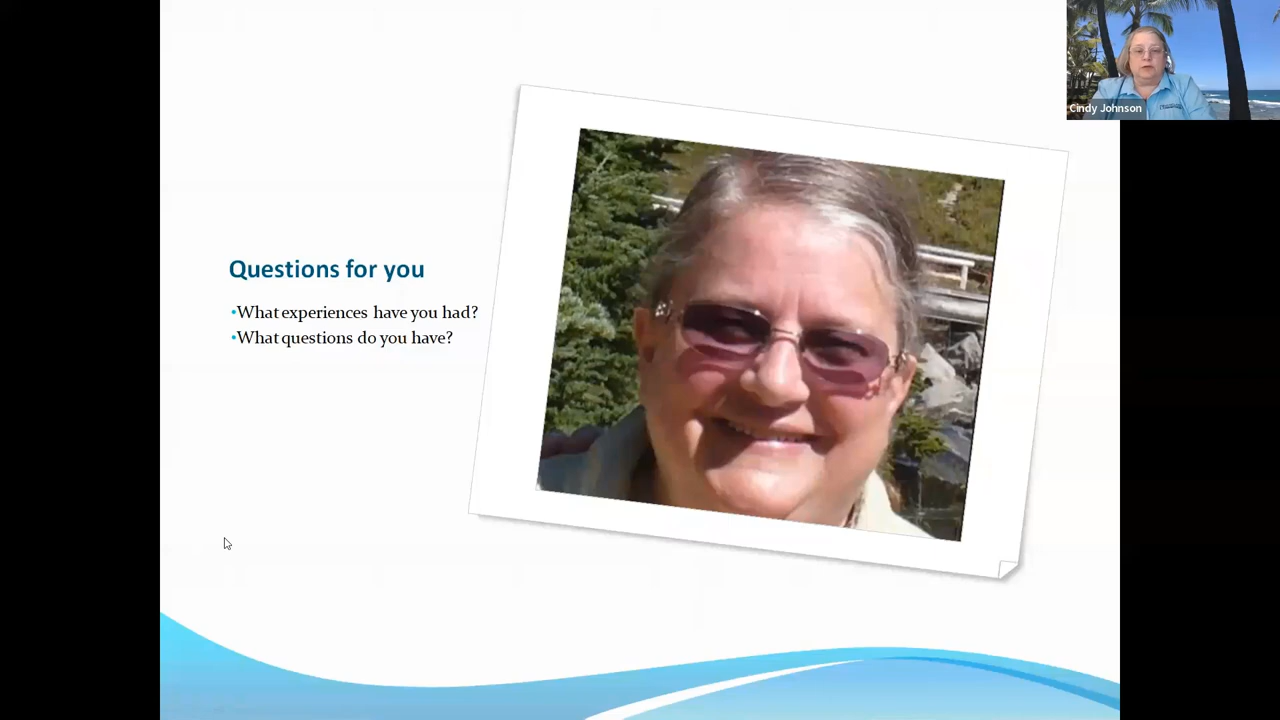 Cindy Johnson
Questions for you
•What experiences have you had?
•What questions do you have?